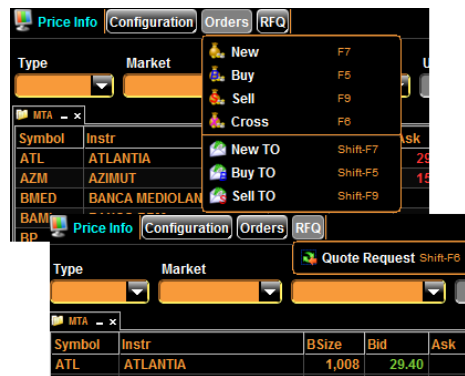 Price Info Configuration Orders RFQ
Type Market
New F7
Buy F5
Sell F9
Cross F6
New TO Shift-F7
Buy TO Shift-F5
Sell TO Shift-F9
MTA
Symbol Instr
ATL ATLANTIA
AZM AZIMUT
BMED BANCA MEDIOLAN
BAM
BP
Price Info Configuration Orders RFQ
Quote Request Shift-F6
Type Market
MTA
Symbol Instr BSize Bid Ask
ATL ATLANTIA 1,008 29.40